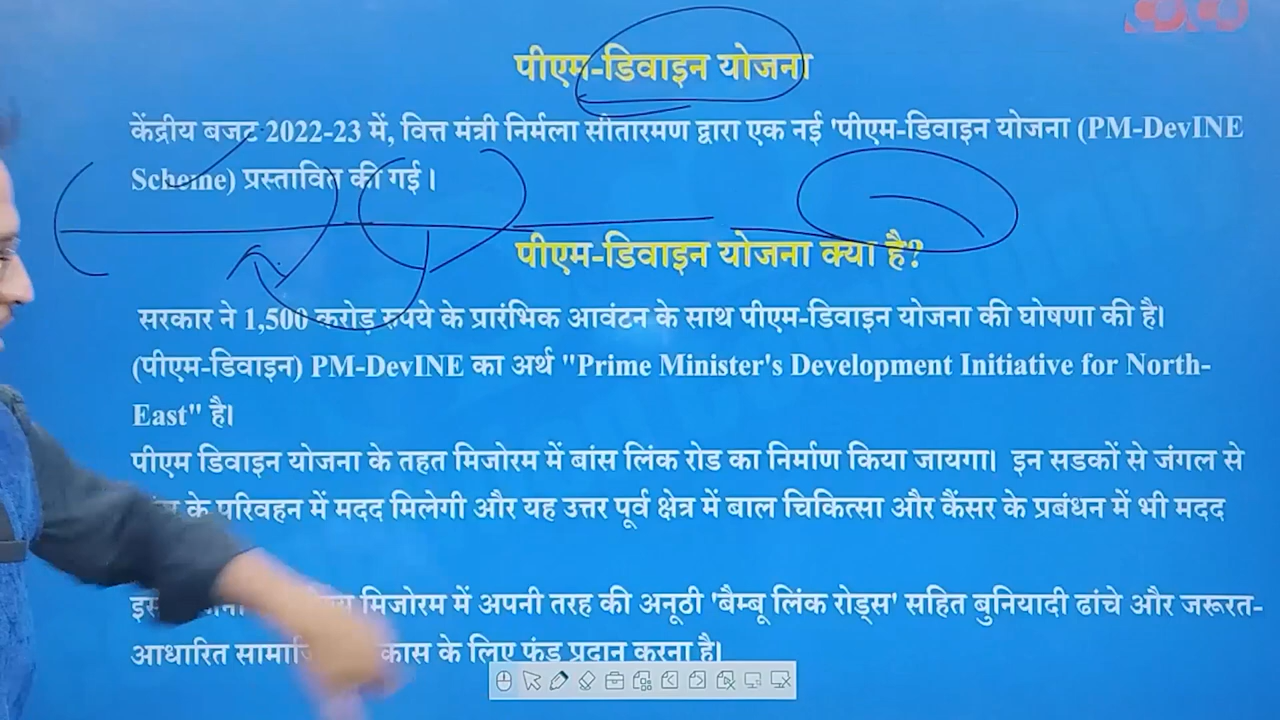 पीएम-डिवाइन योजना
केंद्रीय बजट 2022-23 में, वित्त मंत्री निर्मला सीतारमण द्वारा एक नई 'पीएम-डिवाइन योजना (PM-DevINE
Scheme) प्रस्तावित की गई।
पीएम-डिवाइन योजना क्या है?
सरकार ने 1,500 करोड़ रुपये के प्रारंभिक आवंटन के साथ पीएम-डिवाइन योजना की घोषणा की है।
(पीएम-डिवाइन) PM-DevINE का अर्थ "Prime Minister's Development Initiative for North-
East" है।
पीएम डिवाइन योजना के तहत मिजोरम में बांस लिंक रोड का निर्माण किया जायगा। इन सडकों से जंगल से
के परिवहन में मदद मिलेगी और यह उत्तर पूर्व क्षेत्र में बाल चिकित्सा और कैंसर के प्रबंधन में भी मदद
मिजोरम में अपनी तरह की अनूठी 'बैम्बू लिंक रोड्स' सहित बुनियादी ढांचे और जरूरत-
आधारित के लिए फंड प्रदान करना है।